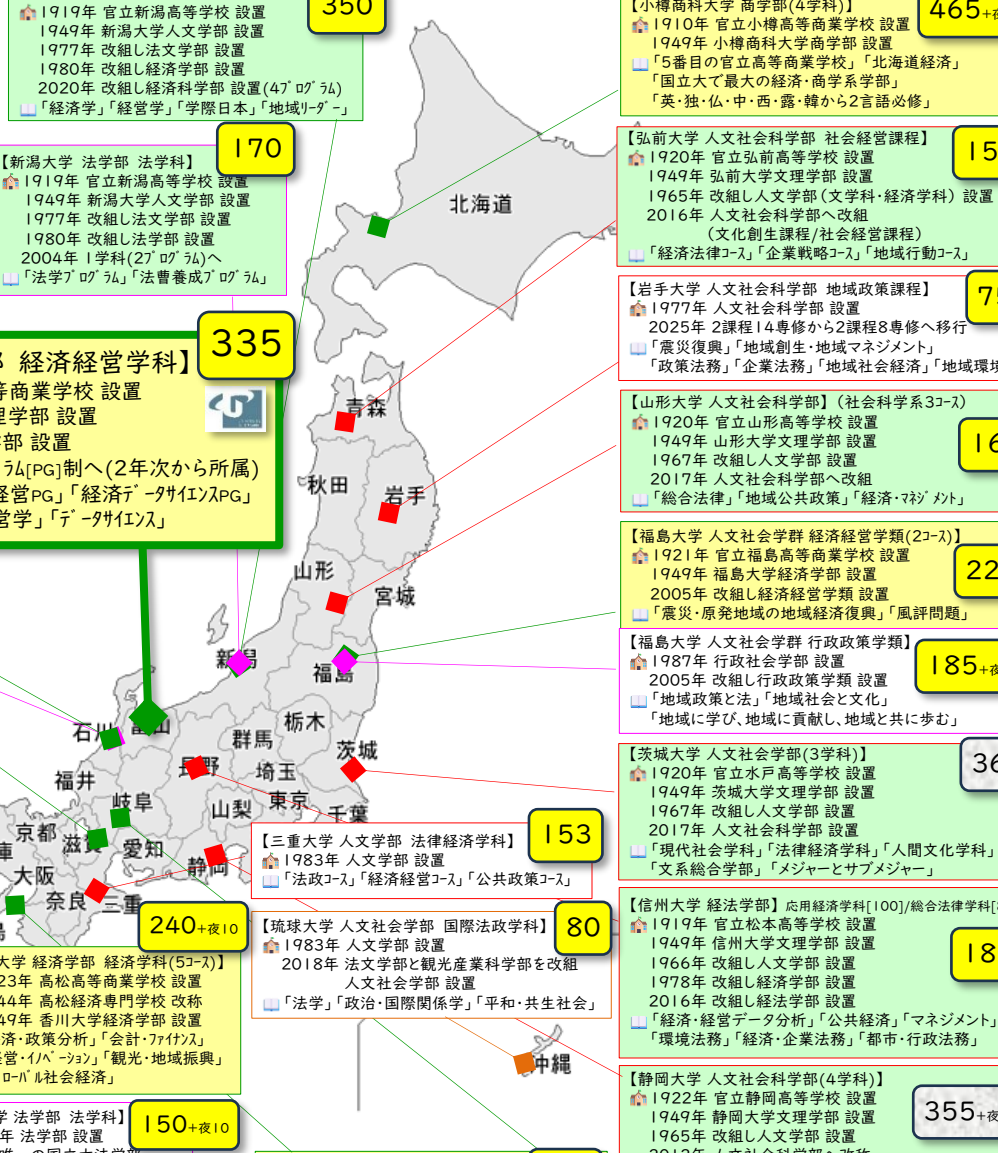 1919年 官立新潟高等学校 設置
1949年 新潟大学人文学部 設置
1977年 改組し法文学部 設置
1980年 改組し経済学部 設置
2020年 改組し経済科学部 設置(4プログラム)
「経済学」「経営学」「学際日本」「地域リーダー」
350
【新潟大学 法学部 法学科】
170
1919年 官立新潟高等学校 設置
1949年 新潟大学人文学部 設置
1977年 改組し法文学部 設置
1980年 改組し法学部 設置
2004年 1学科(2プログラム)へ
「法学プログラム」「法曹養成プログラム」
経済経営学科】
335
等商業学校 設置
理学部 設置
部 設置
ラム[PG]制へ(2年次から所属)
経営PG」「経済データサイエンスPG」
営学」「データサイエンス」
北海道
青森
秋田
岩手
山形
宮城
新潟
福島
石川
富山
栃木
群馬
茨城
長野
埼玉
福井
岐阜
山梨
東京
千葉
京都
滋賀
愛知
静岡
大阪
奈良
三重
沖縄
【小樽商科大学 商学部(4学科)】
465+夜
1910年 官立小樽高等商業学校 設置
1949年 小樽商科大学商学部 設置
「5番目の官立高等商業学校」「北海道経済」
「国立大で最大の経済・商学系学部」
「英・独・仏・中・西・露・韓から2言語必修」
【弘前大学 人文社会科学部 社会経営課程】
1920年 官立弘前高等学校 設置
1949年 弘前大学文理学部 設置
1965年 改組し人文学部(文学科・経済学科) 設置
2016年 人文社会科学部へ改組
(文化創生課程/社会経営課程)
「経済法律コース」「企業戦略コース」「地域行動コース」
【岩手大学 人文社会科学部 地域政策課程】
1977年 人文社会科学部 設置
2025年 2課程14専修から2課程8専修へ移行
「震災復興」「地域創生・地域マネジメント」
「政策法務」「企業法務」「地域社会経済」「地域環境
【山形大学 人文社会科学部】(社会科学系3コース)
1920年 官立山形高等学校 設置
1949年 山形大学文理学部 設置
1967年 改組し人文学部 設置
2017年 人文社会科学部へ改組
「総合法律」「地域公共政策」「経済・マネジメント」
【福島大学 人文社会学群 経済経営学類(2コース)】
1921年 官立福島高等商業学校 設置
1949年 福島大学経済学部 設置
2005年 改組し経済経営学類 設置
「震災・原発地域の地域経済復興」「風評問題」
【福島大学 人文社会学群 行政政策学類】
185+夜
1987年 行政社会学部 設置
2005年 改組し行政政策学類 設置
「地域政策と法」「地域社会と文化」
「地域に学び、地域に貢献し、地域と共に歩む」
【茨城大学 人文社会学部(3学科)】
1920年 官立水戸高等学校 設置
1949年 茨城大学文理学部 設置
1967年 改組し人文学部 設置
2017年 人文社会科学部 設置
「現代社会学科」「法律経済学科」「人間文化学科」
「文系総合学部」「メジャーとサブメジャー」
【信州大学 経法学部】応用経済学科[100]/総合法律学科[
1919年 官立松本高等学校 設置
1949年 信州大学文理学部 設置
1966年 改組し人文学部 設置
1978年 改組し経済学部 設置
2016年 改組し経法学部 設置
「経済・経営データ分析」「公共経済」「マネジメント」
「環境法務」「経済・企業法務」「都市・行政法務」
【静岡大学 人文社会科学部(4学科)】
355+夜
1922年 官立静岡高等学校 設置
1949年 静岡大学文理学部 設置
1965年 改組し人文学部 設置
【三重大学 人文学部 法律経済学科】
153
1983年 人文学部 設置
「法政コース」「経済経営コース」「公共政策コース」
【琉球大学 人文社会学部 国際法政学科】
80
1983年 人文学部 設置
2018年 法文学部と観光産業科学部を改組
人文社会学部 設置
「法学」「政治・国際関係学」「平和・共生社会」
240+夜10
大学 経済学部 経済学科(5コース)】
23年 高松高等商業学校 設置
44年 高松経済専門学校 改称
49年 香川大学経済学部 設置
済・政策分析」「会計・ファイナンス」
経営・イノベーション」「観光・地域振興」
ローバル社会経済」
学 法学部 法学科】
150+夜10
年 法学部 設置